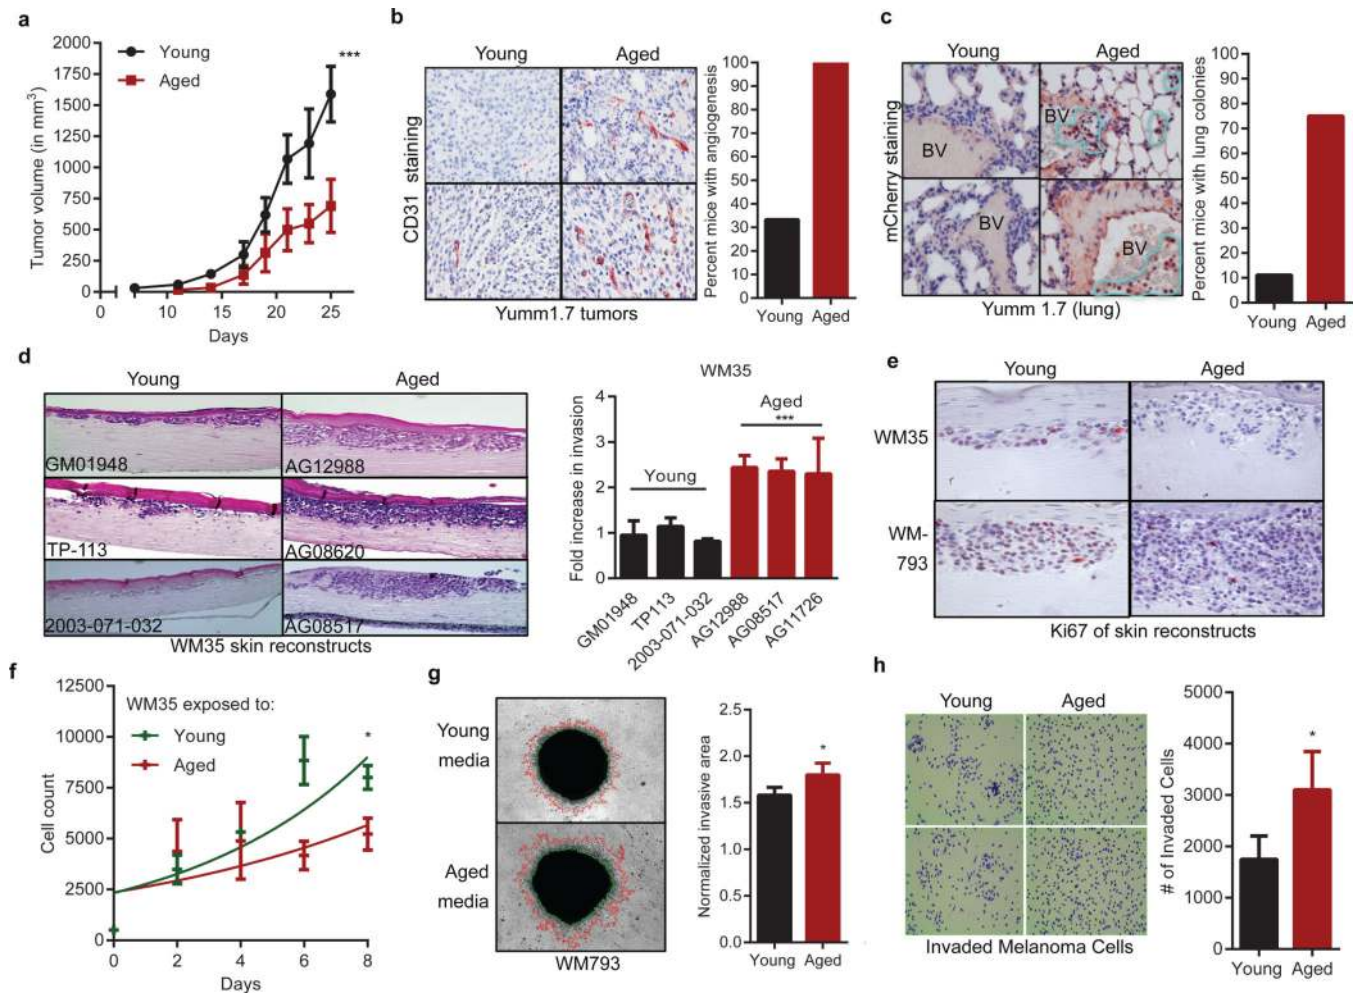 a
2000
1750
1500
1250
1000
750
500
250
0
Tumor volume (in mm3)
Young
Aged
***
0
10
15
20
25
Days
b
Young
Aged
CD31 staining
Yumm1.7 tumors
100
90
80
70
60
50
40
30
20
10
0
Percent mice with angiogenesis
Young
Aged
c
Young
Aged
mCherry staining
BV
BV
BV
BV
Yumm 1.7 (lung)
100
90
80
70
60
50
40
30
20
10
0
Percent mice with lung colonies
Young
Aged
d
Young
Aged
GM01948
AG12988
TP-113
AG08620
2003-071-032
AG08517
WM35 skin reconstructs
WM35
Aged
***
Young
4
3
2
1
0
Fold increase in invasion
GM01948
TP113
2003-071-032
AG12988
AG08517
AG11726
e
Young
Aged
WM35
WM-
793
Ki67 of skin reconstructs
f
12500
10000
7500
5000
2500
0
Cell count
WM35 exposed to:
Young
Aged
*
0
2
4
6
8
Days
g
Young
media
Aged
media
WM793
2.5
2.0
1.5
1.0
0.5
0.0
Normalized invasive area
*
Young
Aged
h
Young
Aged
Invaded Melanoma Cells
5000
4000
3000
2000
1000
0
# of Invaded Cells
*
Young
Aged